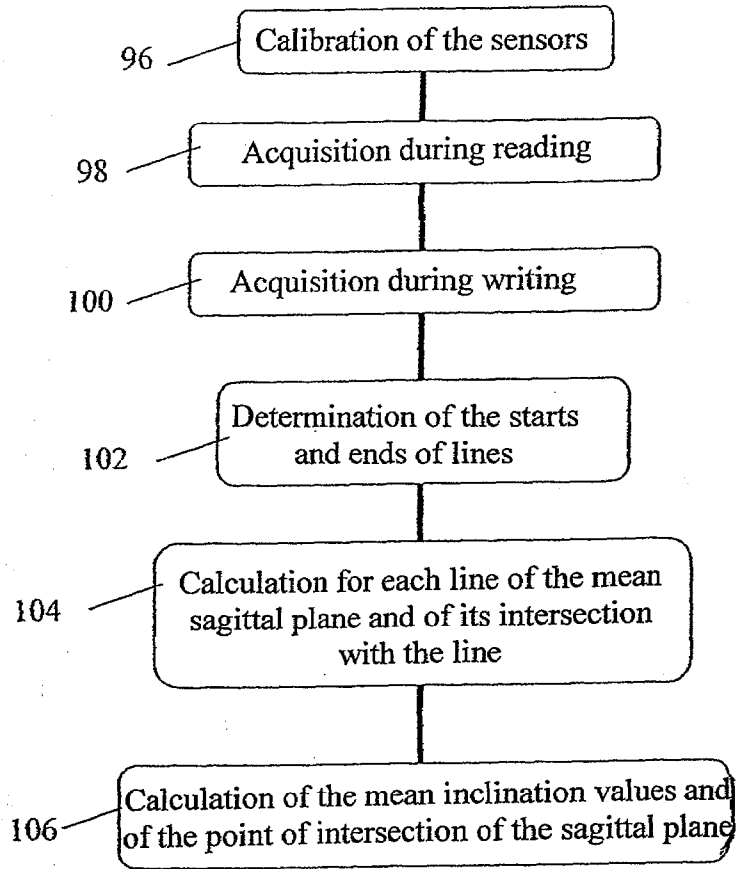 Calibration of the sensors
96
Acquisition during reading
98
Acquisition during writing
100
Determination of the starts
and ends of lines
102
Calculation for each line of the mean
sagittal plane and of its intersection
with the line
104
Calculation of the mean inclination values and
of the point of intersection of the sagittal plane
106